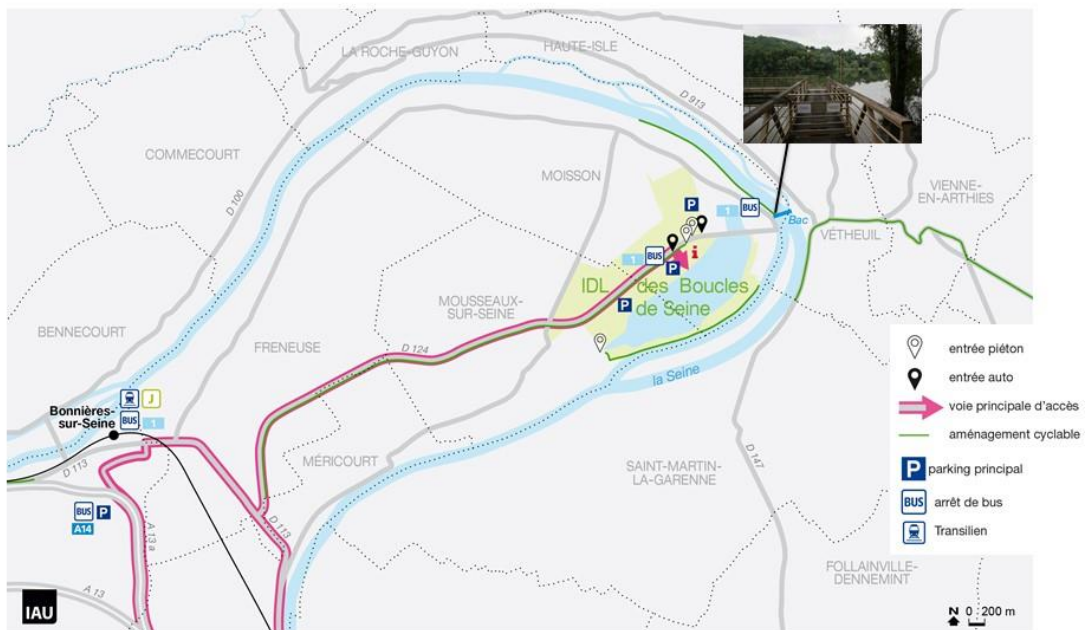 LA ROCHE-GUYON
HAUTE-ISLE
D 913
COMMECOURT
D 100
MOISSON
P
1
BUS
Bac
VIENNE-
EN-ARTHIES
VÉTHEUIL
1
BUS
i
P
IDL des Boucles
de Seine
P
MOUSSEAUX-
SUR-SEINE
BENNECOURT
FRENEUSE
D 124
la Seine
J
Bonnières-
sur-Seine
BUS
1
D 113
MÉRICOURT
SAINT-MARTIN-
LA-GARENNE
D 147
BUS
P
A14
A 13 a
D 113
A 13
FOLLAINVILLE-
DENNEMINT
entrée piéton
entrée auto
voie principale d'accès
aménagement cyclable
P parking principal
BUS arrêt de bus
Transilien
IAU
N 0 200 m